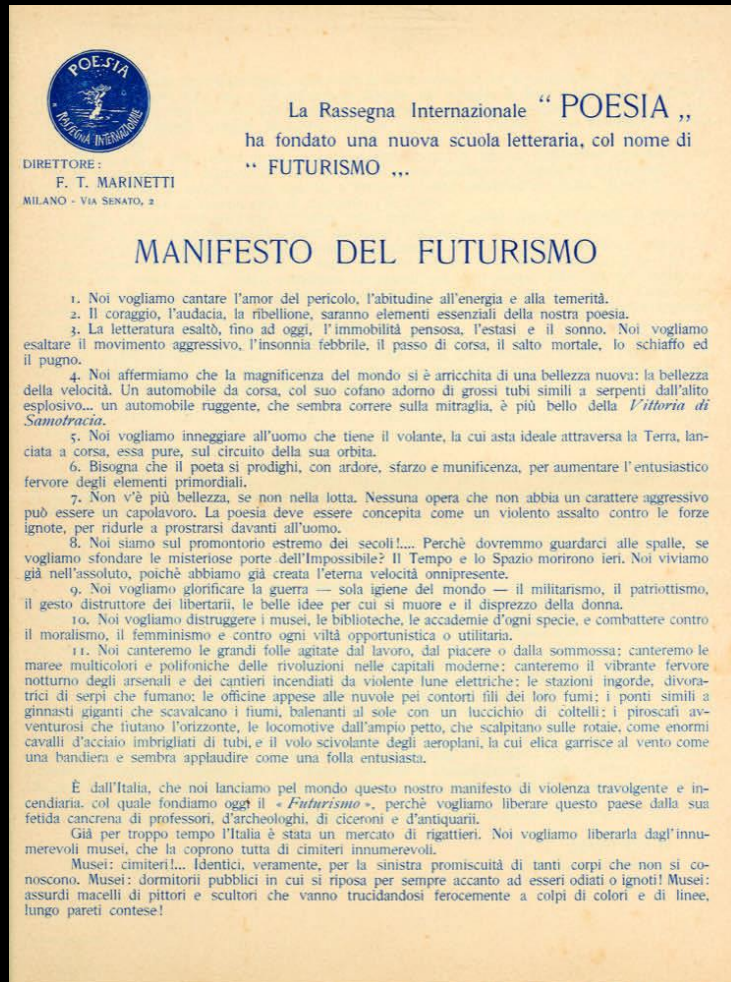 POESIA
RASSEGNA INTERNAZIONALE
DIRETTORE:
F. T. MARINETTI
MILANO - VIA SENATO, 2
La Rassegna Internazionale “ POESIA „
ha fondato una nuova scuola letteraria, col nome di
“ FUTURISMO „.
MANIFESTO DEL FUTURISMO
1. Noi vogliamo cantare l'amor del pericolo, l'abitudine all'energia e alla temerità.
2. Il coraggio, l'audacia, la ribellione, saranno elementi essenziali della nostra poesia.
3. La letteratura esaltò, fino ad oggi, l'immobilità pensosa, l'estasi e il sonno. Noi vogliamo
esaltare il movimento aggressivo, l'insonnia febbrile, il passo di corsa, il salto mortale, lo schiaffo ed
il pugno.
4. Noi affermiamo che la magnificenza del mondo si è arricchita di una bellezza nuova: la bellezza
della velocità. Un automobile da corsa, col suo cofano adorno di grossi tubi simili a serpenti dall'alito
esplosivo... un automobile ruggente, che sembra correre sulla mitraglia, è più bello della Vittoria di
Samotracia.
5. Noi vogliamo inneggiare all'uomo che tiene il volante, la cui asta ideale attraversa la Terra, lan-
ciata a corsa, essa pure, sul circuito della sua orbita.
6. Bisogna che il poeta si prodighi, con ardore, sfarzo e munificenza, per aumentare l'entusiastico
fervore degli elementi primordiali.
7. Non v'è più bellezza, se non nella lotta. Nessuna opera che non abbia un carattere aggressivo
può essere un capolavoro. La poesia deve essere concepita come un violento assalto contro le forze
ignote, per ridurle a prostrarsi davanti all'uomo.
8. Noi siamo sul promontorio estremo dei secoli!.... Perchè dovremmo guardarci alle spalle, se
vogliamo sfondare le misteriose porte dell'Impossibile? Il Tempo e lo Spazio morirono ieri. Noi viviamo
già nell'assoluto, poichè abbiamo già creata l'eterna velocità onnipresente.
9. Noi vogliamo glorificare la guerra — sola igiene del mondo — il militarismo, il patriottismo,
il gesto distruttore dei libertarii, le belle idee per cui si muore e il disprezzo della donna.
10. Noi vogliamo distruggere i musei, le biblioteche, le accademie d'ogni specie, e combattere contro
il moralismo, il femminismo e contro ogni viltà opportunistica o utilitaria.
11. Noi canteremo le grandi folle agitate dal lavoro, dal piacere o dalla sommossa: canteremo le
maree multicolori e polifoniche delle rivoluzioni nelle capitali moderne; canteremo il vibrante fervore
notturno degli arsenali e dei cantieri incendiati da violente lune elettriche; le stazioni ingorde, divora-
trici di serpi che fumano; le officine appese alle nuvole pei contorti fili dei loro fumi; i ponti simili a
ginnasti giganti che scavalcano i fiumi, balenanti al sole con un luccichio di coltelli; i piroscafi av-
venturosi che fiutano l'orizzonte, le locomotive dall'ampio petto, che scalpitano sulle rotaie, come enormi
cavalli d'acciaio imbrigliati di tubi, e il volo scivolante degli aeroplani, la cui elica garrisce al vento come
una bandiera e sembra applaudire come una folla entusiasta.
È dall'Italia, che noi lanciamo pel mondo questo nostro manifesto di violenza travolgente e in-
cendiaria, col quale fondiamo oggi il « Futurismo », perchè vogliamo liberare questo paese dalla sua
fetida cancrena di professori, d'archeologhi, di ciceroni e d'antiquarii.
Già per troppo tempo l'Italia è stata un mercato di rigattieri. Noi vogliamo liberarla dagl'innu-
merevoli musei, che la coprono tutta di cimiteri innumerevoli.
Musei: cimiteri!... Identici, veramente, per la sinistra promiscuità di tanti corpi che non si co-
noscono. Musei: dormitorii pubblici in cui si riposa per sempre accanto ad esseri odiati o ignoti! Musei:
assurdi macelli di pittori e scultori che vanno trucidandosi ferocemente a colpi di colori e di linee,
lungo pareti contese!